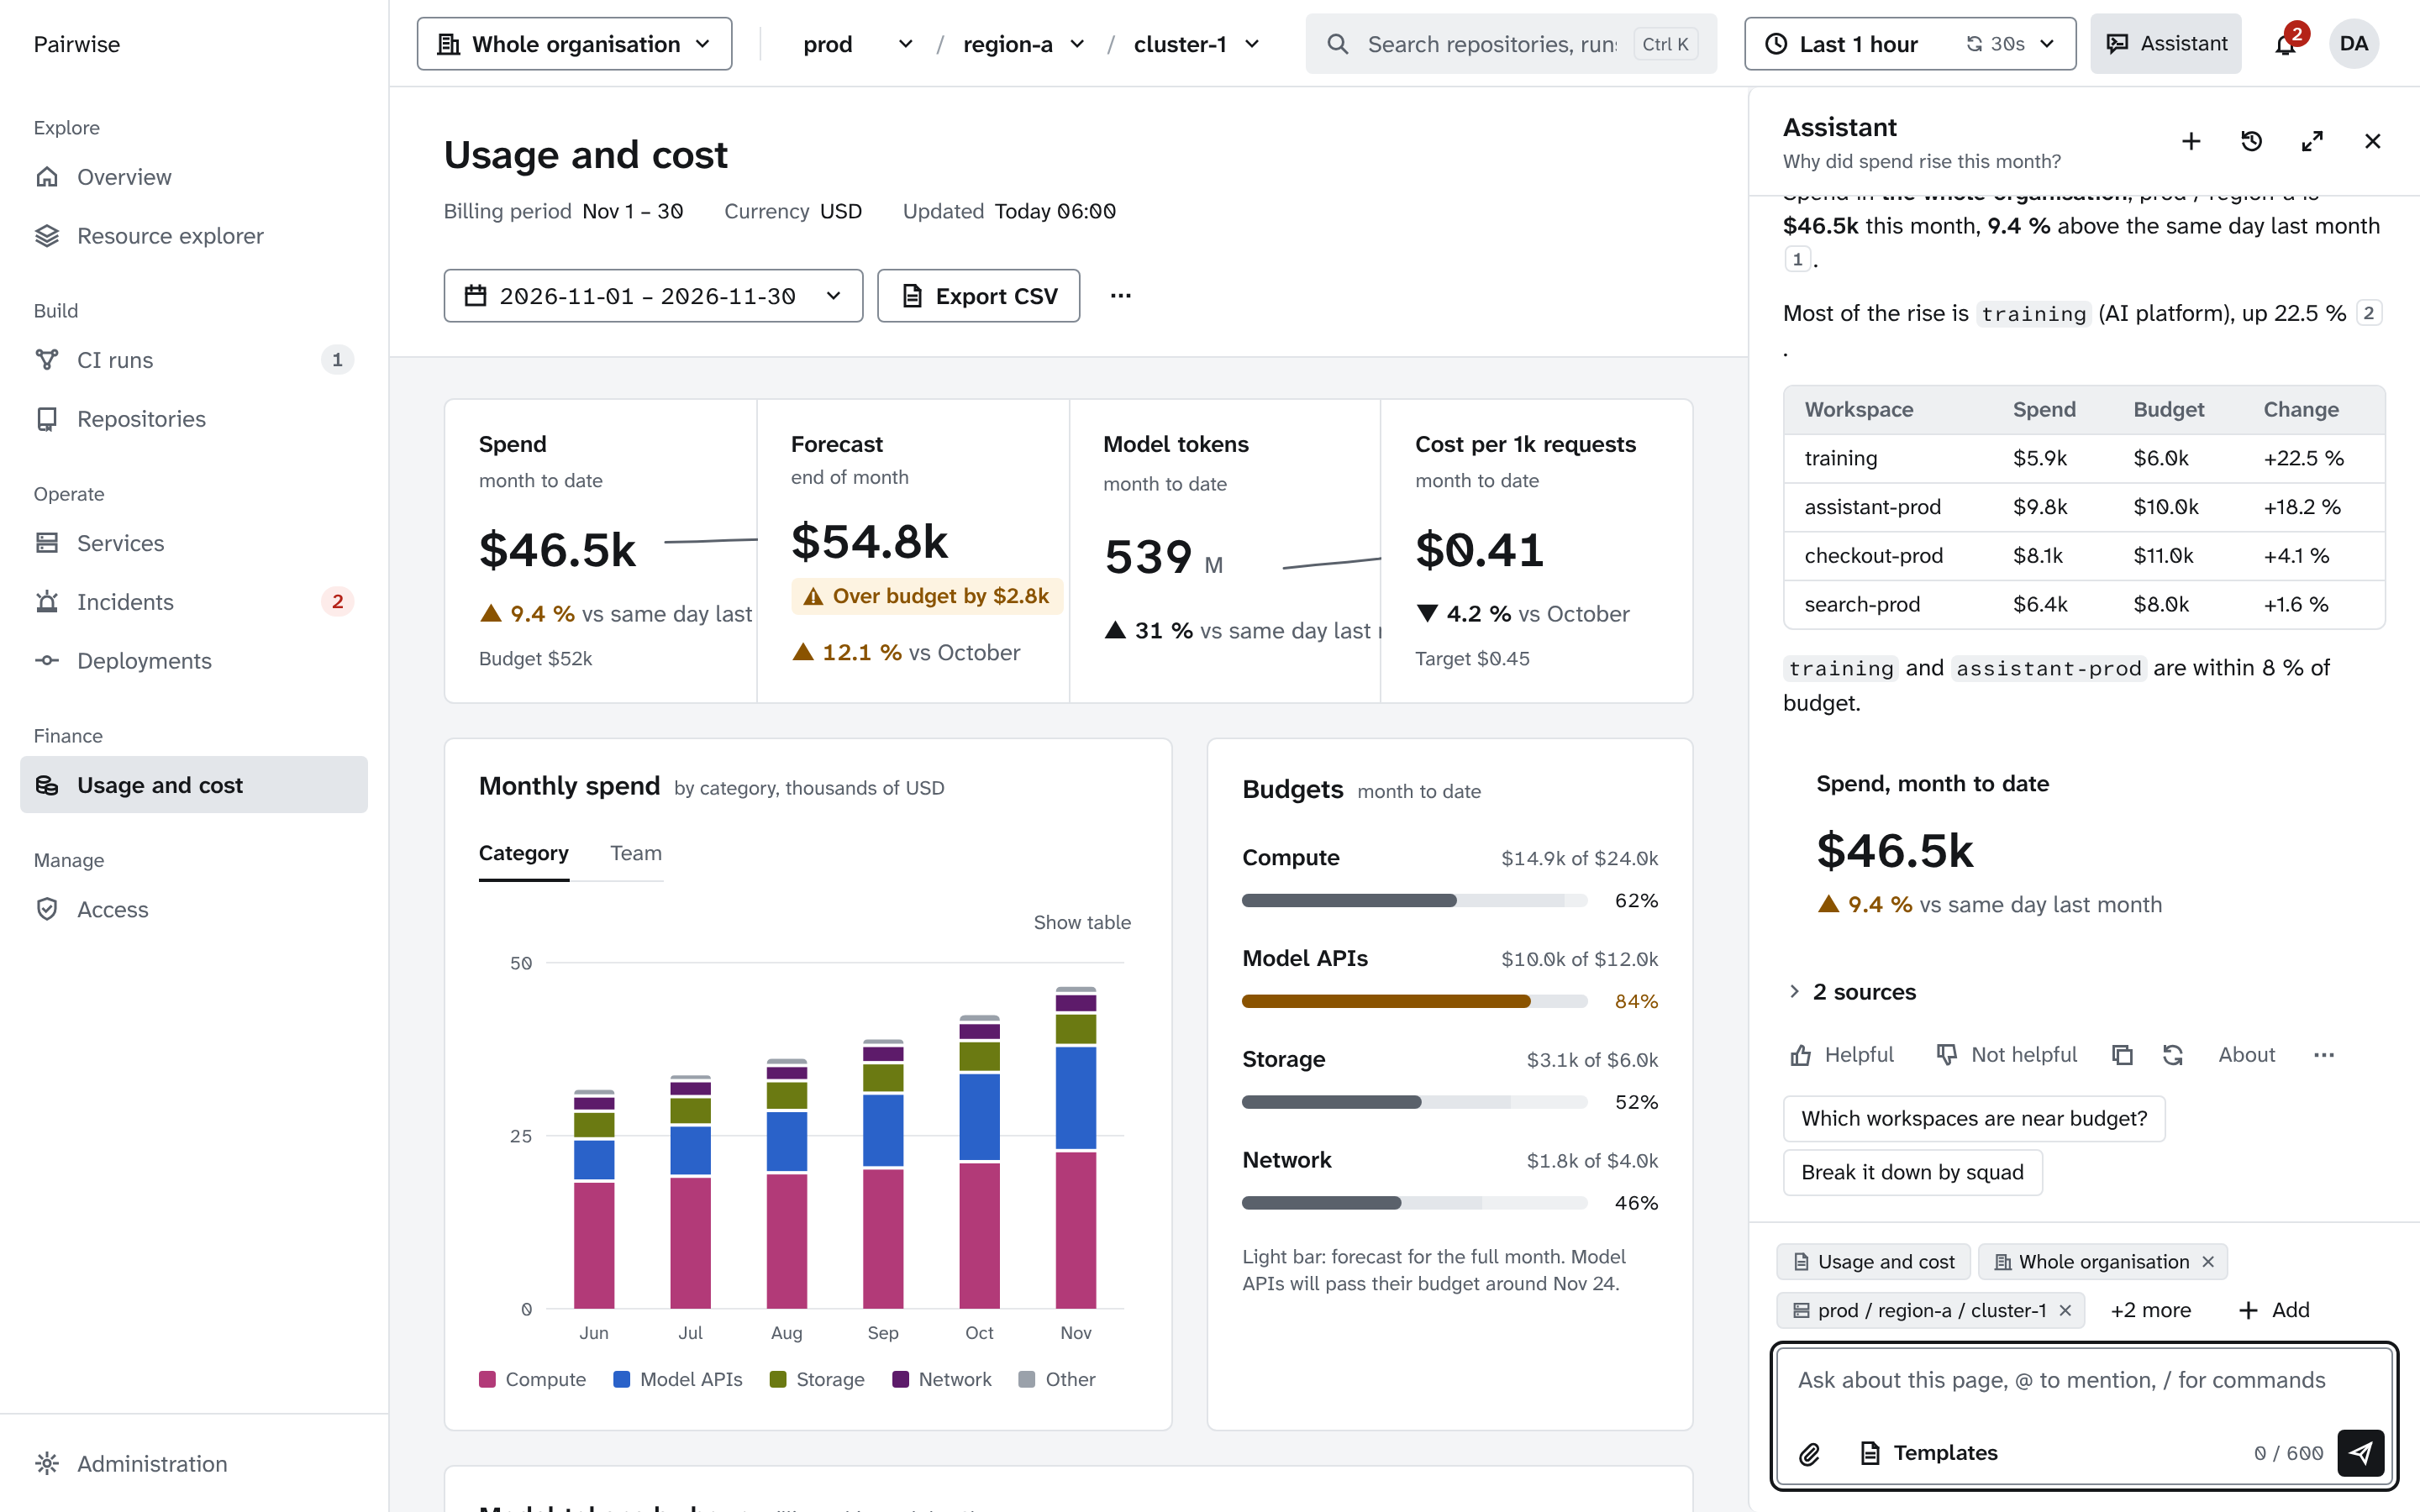 Pairwise
Explore
Overview
Resource explorer
Build
CI runs 1
Repositories
Operate
Services
Incidents 2
Deployments
Finance
Usage and cost
Manage
Access
Administration
Whole organisation prod / region-a / cluster-1 Search repositories, run Ctrl K Last 1 hour 30s Assistant 2 DA
Usage and cost
Billing period Nov 1 – 30 Currency USD Updated Today 06:00
2026-11-01 – 2026-11-30 Export CSV
Spend
month to date
$46.5k
9.4 % vs same day last
Budget $52k
Forecast
end of month
$54.8k
Over budget by $2.8k
12.1 % vs October
Model tokens
month to date
539 M
31 % vs same day last
Cost per 1k requests
month to date
$0.41
4.2 % vs October
Target $0.45
Monthly spend by category, thousands of USD
Category Team
Show table
50
25
0
Jun Jul Aug Sep Oct Nov
Compute Model APIs Storage Network Other
Budgets month to date
Compute $14.9k of $24.0k
62%
Model APIs $10.0k of $12.0k
84%
Storage $3.1k of $6.0k
52%
Network $1.8k of $4.0k
46%
Light bar: forecast for the full month. Model
APIs will pass their budget around Nov 24.
Assistant
Why did spend rise this month?
Spend in the whole organisation, prod / region-a is
$46.5k this month, 9.4 % above the same day last month
1 .
Most of the rise is training (AI platform), up 22.5 % 2
.
Workspace Spend Budget Change
training $5.9k $6.0k +22.5 %
assistant-prod $9.8k $10.0k +18.2 %
checkout-prod $8.1k $11.0k +4.1 %
search-prod $6.4k $8.0k +1.6 %
training and assistant-prod are within 8 % of
budget.
Spend, month to date
$46.5k
9.4 % vs same day last month
2 sources
Helpful Not helpful About
Which workspaces are near budget?
Break it down by squad
Usage and cost Whole organisation
prod / region-a / cluster-1 +2 more Add
Ask about this page, @ to mention, / for commands
Templates 0 / 600